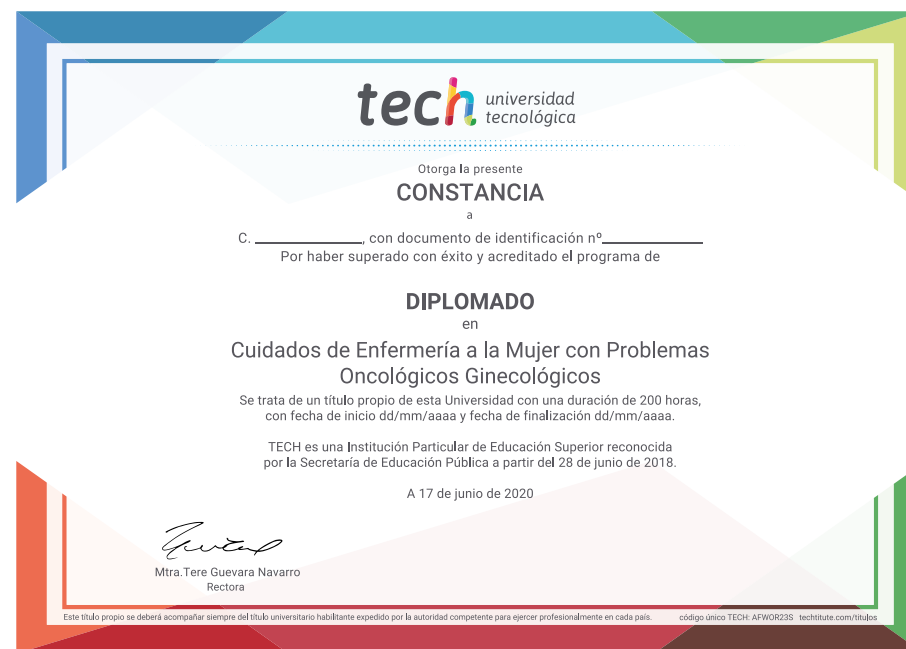 tech universidad
tecnológica
Otorga la presente
CONSTANCIA
a
C. ____________, con documento de identificación nº____________
Por haber superado con éxito y acreditado el programa de
DIPLOMADO
en
Cuidados de Enfermería a la Mujer con Problemas
Oncológicos Ginecológicos
Se trata de un título propio de esta Universidad con una duración de 200 horas,
con fecha de inicio dd/mm/aaaa y fecha de finalización dd/mm/aaaa.
TECH es una Institución Particular de Educación Superior reconocida
por la Secretaría de Educación Pública a partir del 28 de junio de 2018.
A 17 de junio de 2020
Mtra.Tere Guevara Navarro
Rectora
Este título propio se deberá acompañar siempre del título universitario habilitante expedido por la autoridad competente para ejercer profesionalmente en cada país. código único TECH: AFWOR23S techtitute.com/titulos